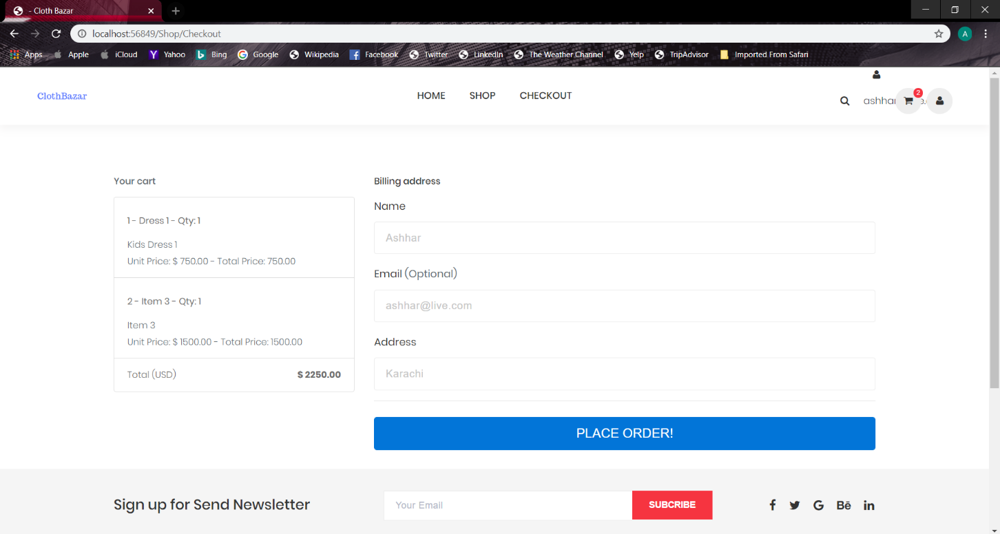 - Cloth Bazar
localhost:56849/Shop/Checkout
A
Apps Apple iCloud Yahoo Bing Google Wikipedia Facebook Twitter LinkedIn The Weather Channel Yelp TripAdvisor Imported From Safari
ClothBazar
HOME SHOP CHECKOUT
2
Your cart
1 - Dress 1 - Qty: 1
Kids Dress 1
Unit Price: $ 750.00 - Total Price: 750.00
2 - Item 3 - Qty: 1
Item 3
Unit Price: $ 1500.00 - Total Price: 1500.00
Total (USD) $ 2250.00
Billing address
Name
Ashhar
Email (Optional)
ashhar@live.com
Address
Karachi
PLACE ORDER!
Sign up for Send Newsletter
Your Email
SUBCRIBE